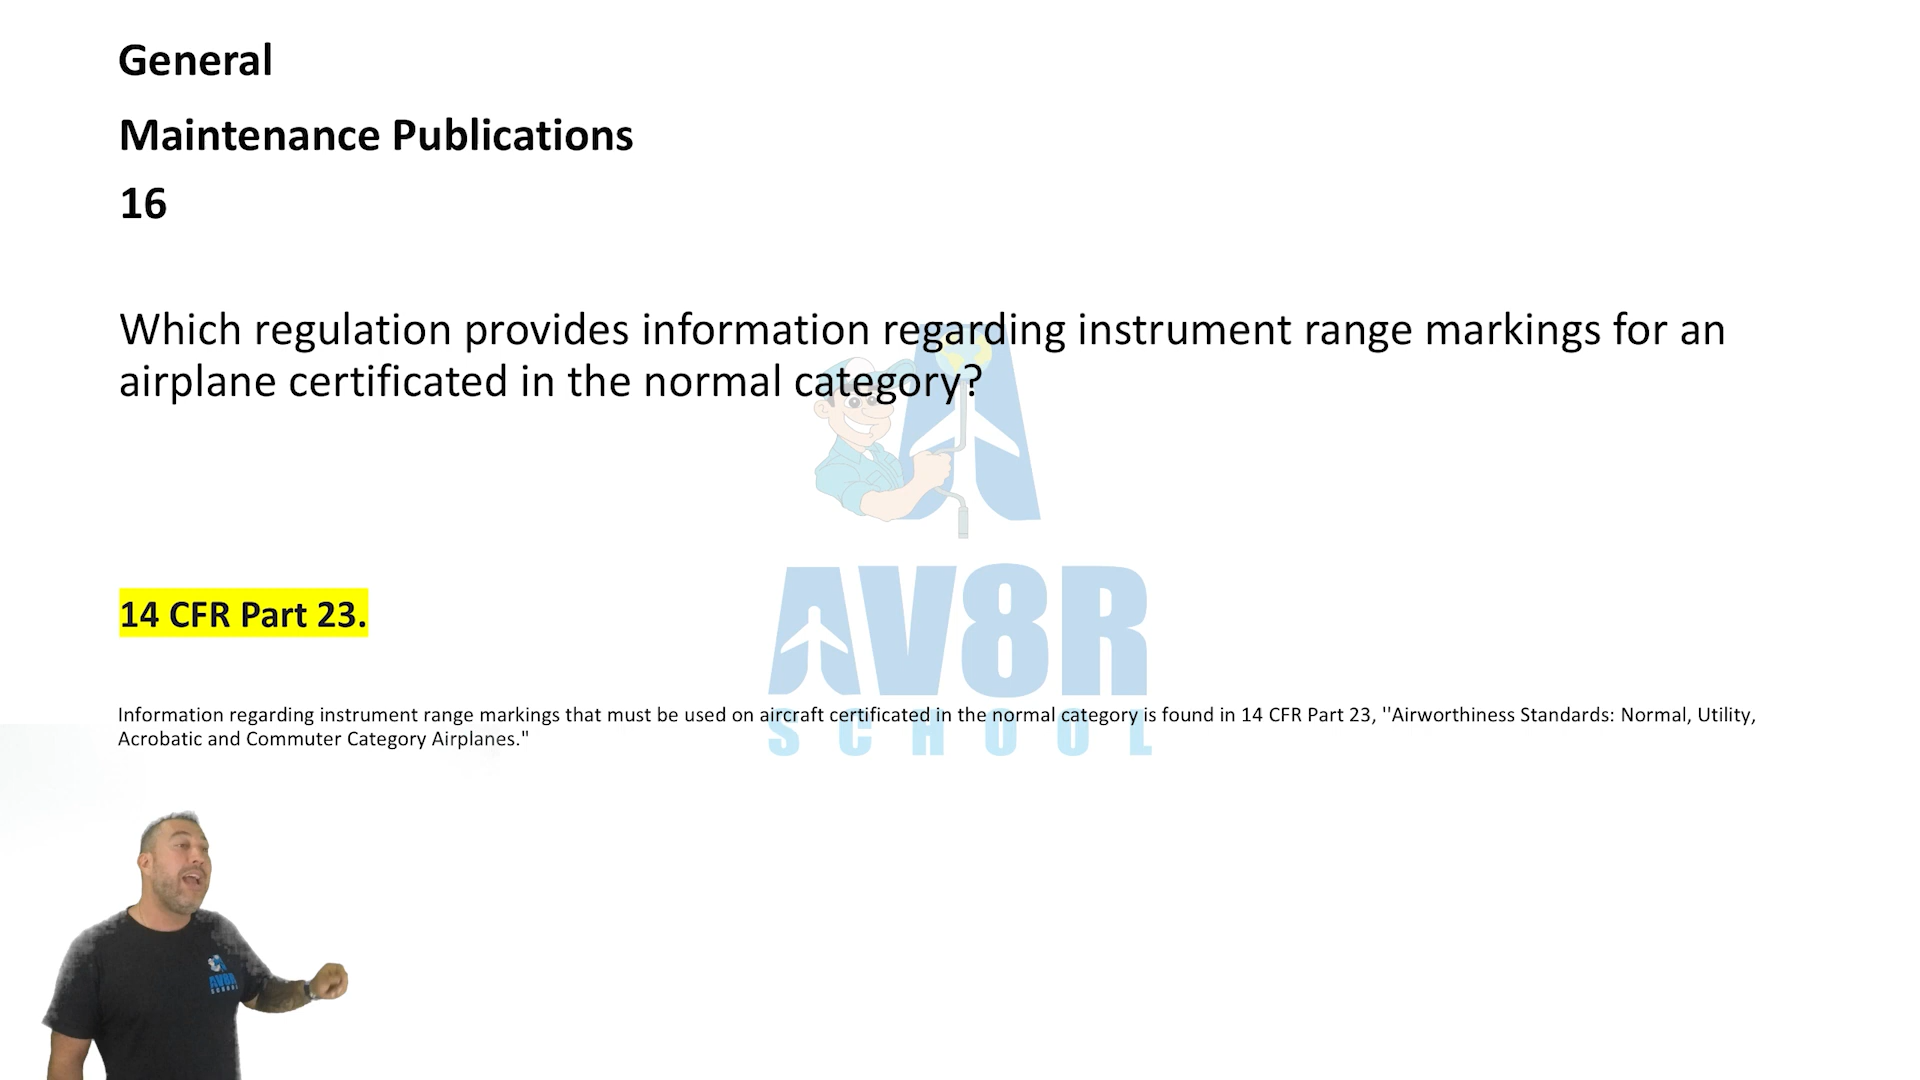 General
Maintenance Publications
16
Which regulation provides information regarding instrument range markings for an
airplane certificated in the normal category?
14 CFR Part 23.
Information regarding instrument range markings that must be used on aircraft certificated in the normal category is found in 14 CFR Part 23, ''Airworthiness Standards: Normal, Utility,
Acrobatic and Commuter Category Airplanes."
AV8R
SCHOOL
AV8R
SCHOOL